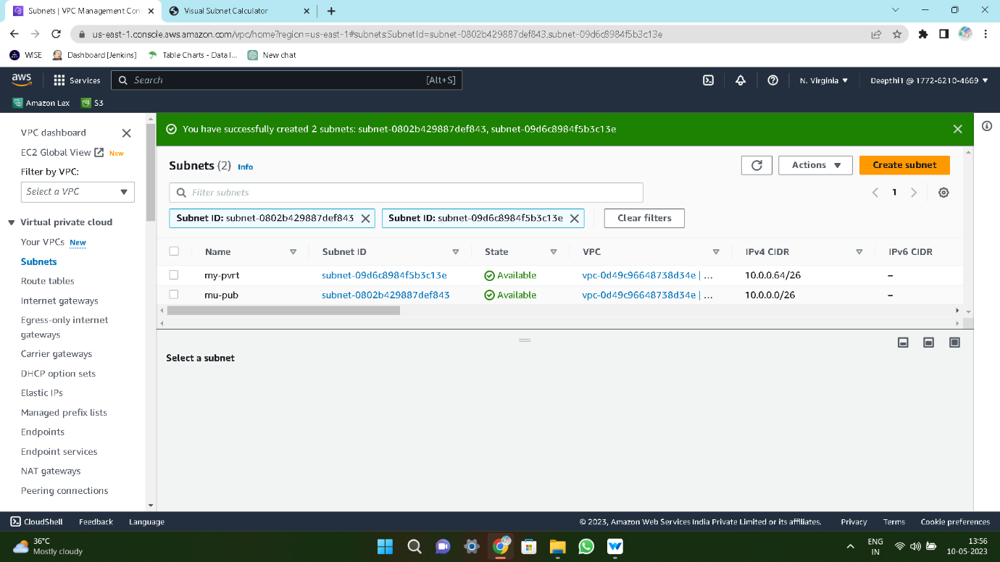 Subnets | VPC Management Con
Visual Subnet Calculator
us-east-1.console.aws.amazon.com/vpc/home?region=us-east-1#subnets:SubnetId=subnet-0802b429887def843,subnet-09d6c8984f5b3c13e
WISE Dashboard [Jenkins] Table Charts - Data I... New chat
aws Services Search [Alt+S] N. Virginia Deepthi1 @ 1772-6210-4669
Amazon Lex S3
VPC dashboard
EC2 Global View New
Filter by VPC:
Select a VPC
Virtual private cloud
Your VPCs New
Subnets
Route tables
Internet gateways
Egress-only internet
gateways
Carrier gateways
DHCP option sets
Elastic IPs
Managed prefix lists
Endpoints
Endpoint services
NAT gateways
Peering connections
You have successfully created 2 subnets: subnet-0802b429887def843, subnet-09d6c8984f5b3c13e
Subnets (2) Info Actions Create subnet
Filter subnets 1
Subnet ID: subnet-0802b429887def843 Subnet ID: subnet-09d6c8984f5b3c13e Clear filters
Name Subnet ID State VPC IPv4 CIDR IPv6 CIDR
my-pvrt subnet-09d6c8984f5b3c13e Available vpc-0d49c96648738d34e | ... 10.0.0.64/26 –
mu-pub subnet-0802b429887def843 Available vpc-0d49c96648738d34e | ... 10.0.0.0/26 –
Select a subnet
CloudShell Feedback Language © 2023, Amazon Web Services India Private Limited or its affiliates. Privacy Terms Cookie preferences
36°C
Mostly cloudy
ENG
IN
13:56
10-05-2023